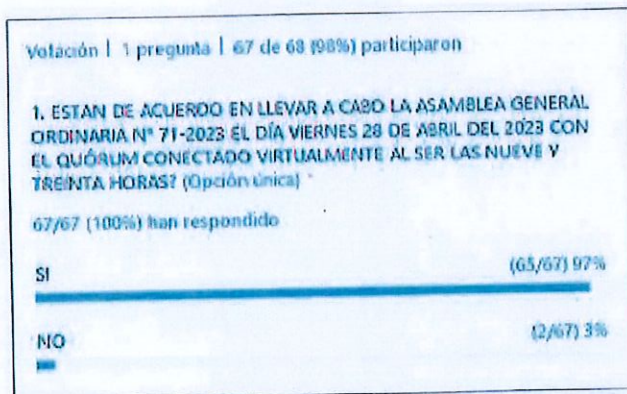 Votación | 1 pregunta | 67 de 68 (98%) participaron
1. ESTAN DE ACUERDO EN LLEVAR A CABO LA ASAMBLEA GENERAL
ORDINARIA N° 71-2023 EL DÍA VIERNES 28 DE ABRIL DEL 2023 CON
EL QUÓRUM CONECTADO VIRTUALMENTE AL SER LAS NUEVE Y
TREINTA HORAS? (Opción única)
67/67 (100%) han respondido
SI (65/67) 97%
NO (2/67) 3%